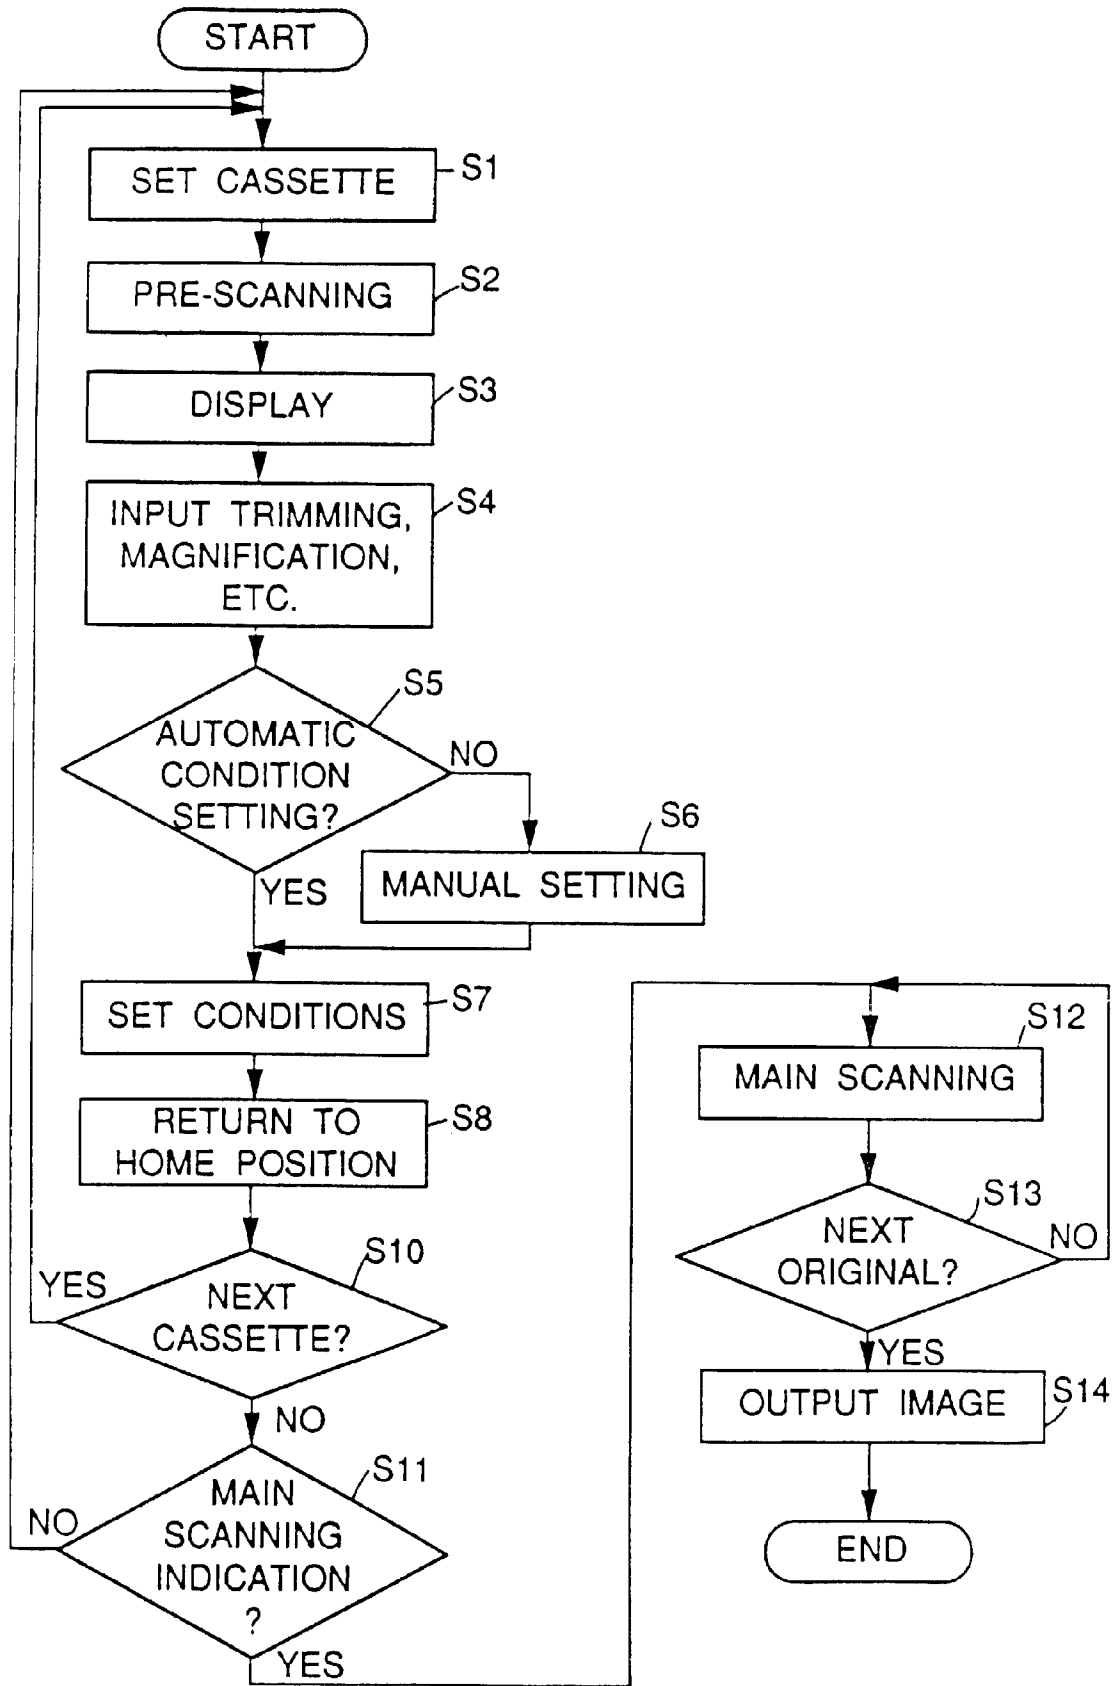 START
SET CASSETTE
S1
PRE-SCANNING
S2
DISPLAY
S3
INPUT TRIMMING,
MAGNIFICATION,
ETC.
S4
AUTOMATIC
CONDITION
SETTING?
S5
NO
YES
MANUAL SETTING
S6
SET CONDITIONS
S7
RETURN TO
HOME POSITION
S8
NEXT
CASSETTE?
S10
YES
NO
MAIN
SCANNING
INDICATION
?
S11
NO
YES
MAIN SCANNING
S12
NEXT
ORIGINAL?
S13
NO
YES
OUTPUT IMAGE
S14
END